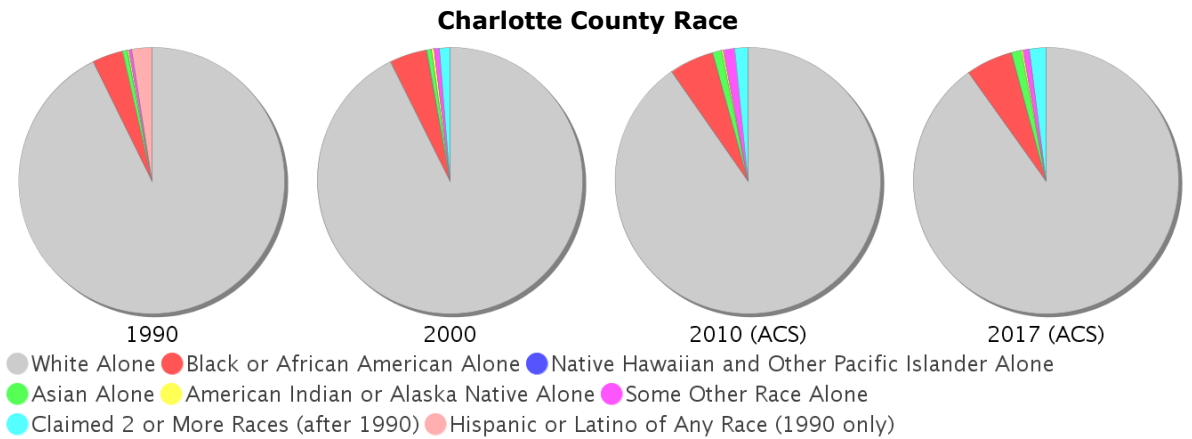 Charlotte County Race
1990 2000 2010 (ACS) 2017 (ACS)
White Alone Black or African American Alone Native Hawaiian and Other Pacific Islander Alone
Asian Alone American Indian or Alaska Native Alone Some Other Race Alone
Claimed 2 or More Races (after 1990) Hispanic or Latino of Any Race (1990 only)